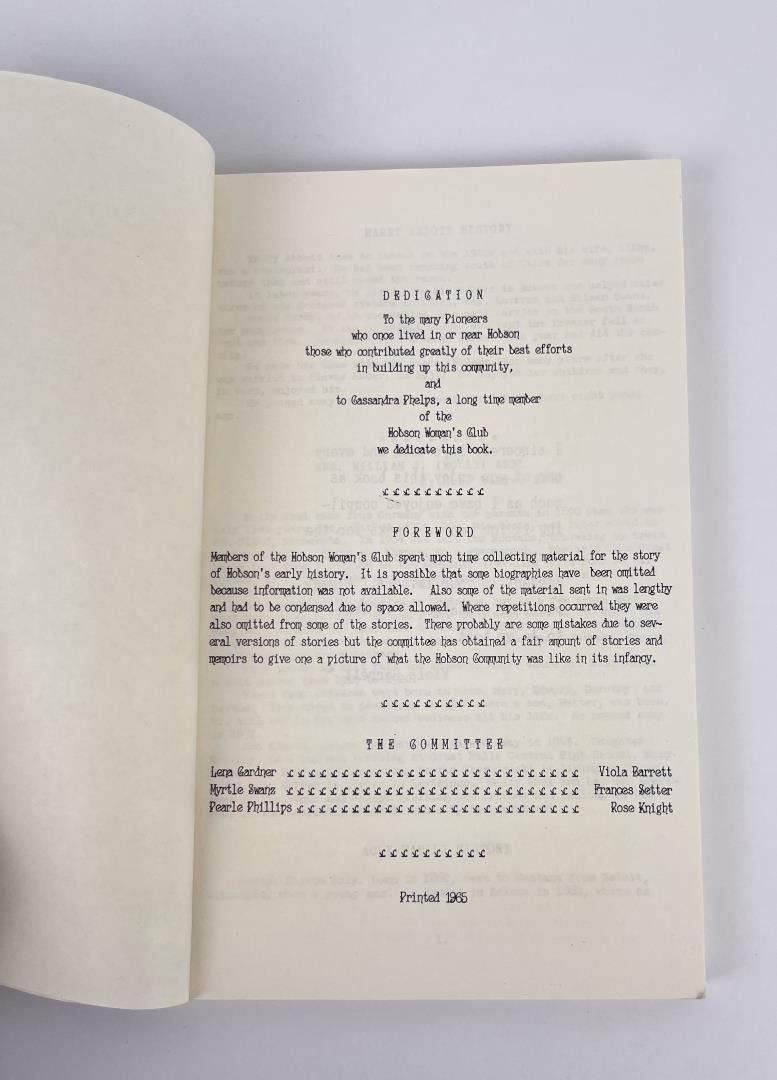 DEDICATION
To the many Pioneers
who once lived in or near Hobson
those who contributed greatly of their best efforts
in building up this community,
and
to Cassandra Phelps, a long time member
of the
Hobson Woman's Club
we dedicate this book.
£ £ £ £ £ £ £ £ £ £
FOREWORD
Members of the Hobson Woman's Club spent much time collecting material for the story
of Hobson's early history. It is possible that some biographies have been omitted
because information was not available. Also some of the material sent in was lengthy
and had to be condensed due to space allowed. Where repetitions occurred they were
also omitted from some of the stories. There probably are some mistakes due to sev-
eral versions of stories but the committee has obtained a fair amount of stories and
memoirs to give one a picture of what the Hobson Community was like in its infancy.
£ £ £ £ £ £ £ £ £ £
THE COMMITTEE
Lena Gardner £ £ £ £ £ £ £ £ £ £ £ £ £ £ £ £ £ £ £ £ £ £ £ £ £ £ £ Viola Barrett
Myrtle Swanz £ £ £ £ £ £ £ £ £ £ £ £ £ £ £ £ £ £ £ £ £ £ £ £ £ £ £ Frances Setter
Pearle Phillips £ £ £ £ £ £ £ £ £ £ £ £ £ £ £ £ £ £ £ £ £ £ £ £ £ £ Rose Knight
£ £ £ £ £ £ £ £ £ £
Printed 1965